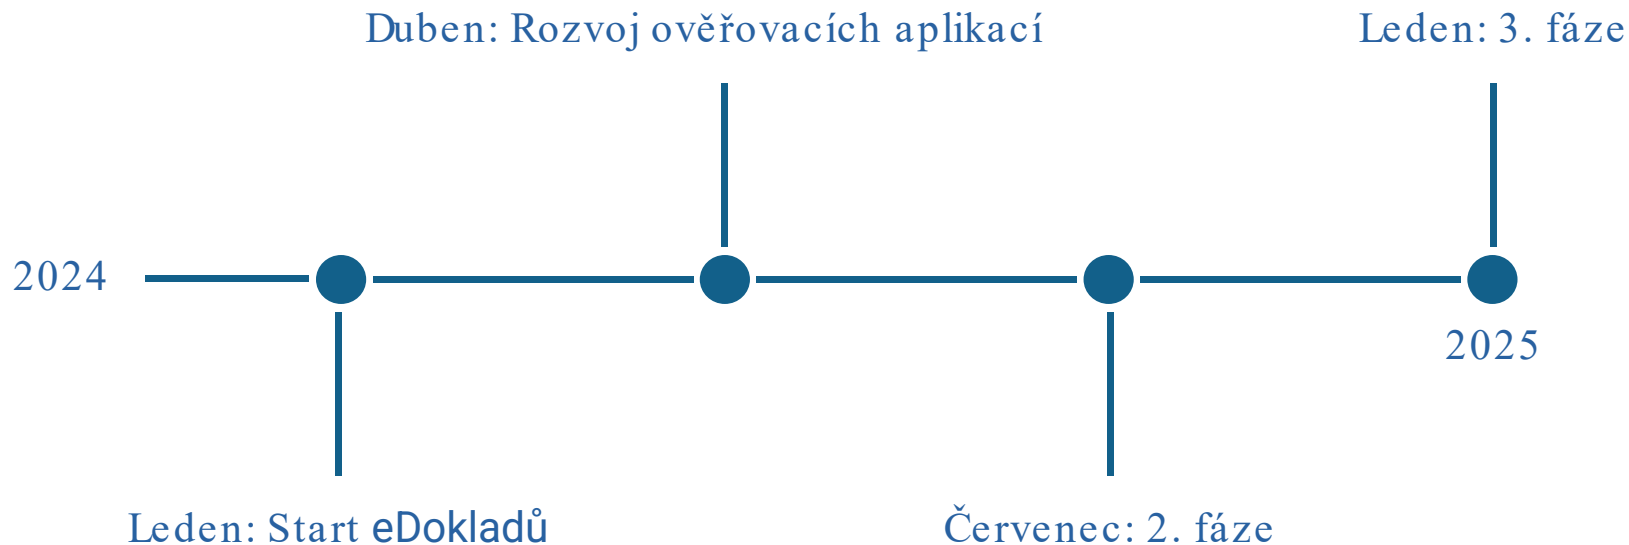 Duben: Rozvoj ověřovacích aplikací
Leden: 3. fáze
2024
2025
Leden: Start eDokladů
Červenec: 2. fáze